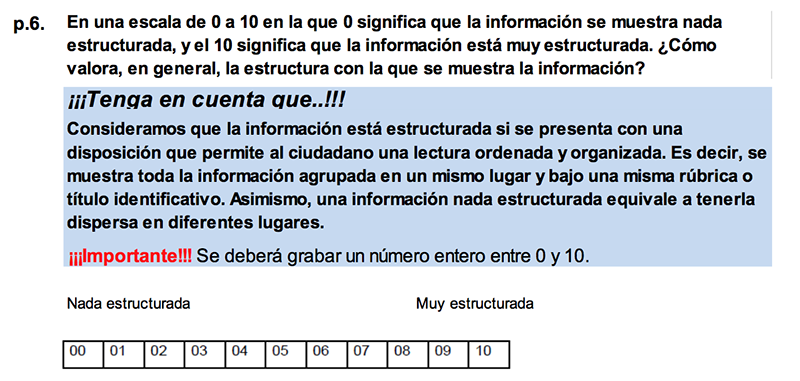 p.6. En una escala de 0 a 10 en la que 0 significa que la información se muestra nada
estructurada, y el 10 significa que la información está muy estructurada. ¿Cómo
valora, en general, la estructura con la que se muestra la información?
¡¡¡Tenga en cuenta que..!!!
Consideramos que la información está estructurada si se presenta con una
disposición que permite al ciudadano una lectura ordenada y organizada. Es decir, se
muestra toda la información agrupada en un mismo lugar y bajo una misma rúbrica o
título identificativo. Asimismo, una información nada estructurada equivale a tenerla
dispersa en diferentes lugares.
¡¡¡Importante!!! Se deberá grabar un número entero entre 0 y 10.
Nada estructurada Muy estructurada
00 01 02 03 04 05 06 07 08 09 10